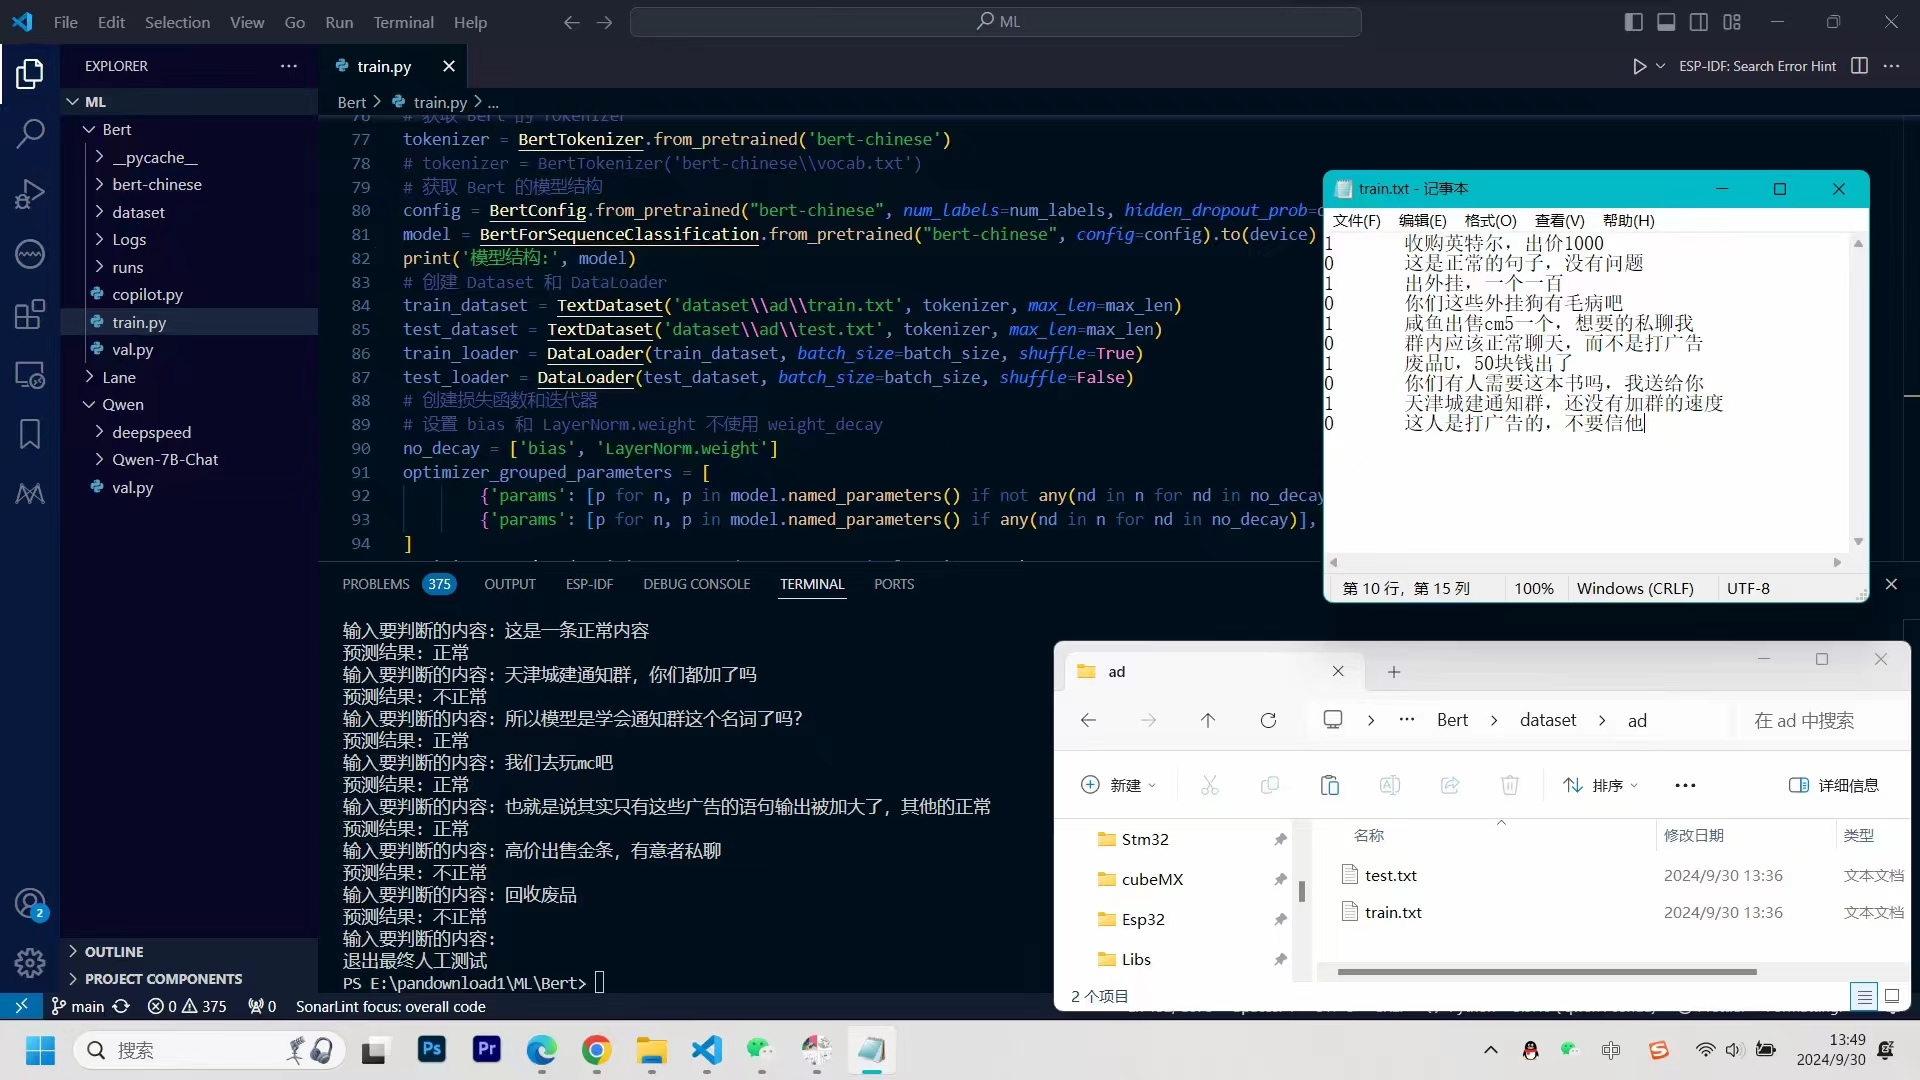 File Edit Selection View Go Run Terminal Help
ML
EXPLORER
ML
Bert
__pycache__
bert-chinese
dataset
Logs
runs
copilot.py
train.py
val.py
Lane
Qwen
deepspeed
Qwen-7B-Chat
val.py
OUTLINE
PROJECT COMPONENTS
train.py
ESP-IDF: Search Error Hint
Bert > train.py > ...
76 # 获取 Bert 的 Tokenizer
77 tokenizer = BertTokenizer.from_pretrained('bert-chinese')
78 # tokenizer = BertTokenizer('bert-chinese\\vocab.txt')
79 # 获取 Bert 的模型结构
80 config = BertConfig.from_pretrained("bert-chinese", num_labels=num_labels, hidden_dropout_prob=
81 model = BertForSequenceClassification.from_pretrained("bert-chinese", config=config).to(device)
82 print('模型结构:', model)
83 # 创建 Dataset 和 DataLoader
84 train_dataset = TextDataset('dataset\\ad\\train.txt', tokenizer, max_len=max_len)
85 test_dataset = TextDataset('dataset\\ad\\test.txt', tokenizer, max_len=max_len)
86 train_loader = DataLoader(train_dataset, batch_size=batch_size, shuffle=True)
87 test_loader = DataLoader(test_dataset, batch_size=batch_size, shuffle=False)
88 # 创建损失函数和迭代器
89 # 设置 bias 和 LayerNorm.weight 不使用 weight_decay
90 no_decay = ['bias', 'LayerNorm.weight']
91 optimizer_grouped_parameters = [
92 {'params': [p for n, p in model.named_parameters() if not any(nd in n for nd in no_decay
93 {'params': [p for n, p in model.named_parameters() if any(nd in n for nd in no_decay)],
94 ]
PROBLEMS 375 OUTPUT ESP-IDF DEBUG CONSOLE TERMINAL PORTS
输入要判断的内容：这是一条正常内容
预测结果：正常
输入要判断的内容：天津城建通知群，你们都加了吗
预测结果：不正常
输入要判断的内容：所以模型是学会通知群这个名词了吗?
预测结果：正常
输入要判断的内容：我们去玩mc吧
预测结果：正常
输入要判断的内容：也就是说其实只有这些广告的语句输出被加大了，其他的正常
预测结果：正常
输入要判断的内容：高价出售金条，有意者私聊
预测结果：不正常
输入要判断的内容：回收废品
预测结果：不正常
输入要判断的内容：
退出最终人工测试
PS E:\pandownload1\ML\Bert>
train.txt - 记事本
文件(F) 编辑(E) 格式(O) 查看(V) 帮助(H)
1 收购英特尔，出价1000
0 这是正常的句子，没有问题
1 出外挂，一个一百
0 你们这些外挂狗有毛病吧
1 咸鱼出售cm5一个，想要的私聊我
0 群内应该正常聊天，而不是打广告
1 废品U，50块钱出了
0 你们有人需要这本书吗，我送给你
1 天津城建通知群，还没有加群的速度
0 这人是打广告的，不要信他
第 10 行，第 15 列 100% Windows (CRLF) UTF-8
ad
... > Bert > dataset > ad
在 ad 中搜索
新建 排序 ... 详细信息
Stm32
cubeMX
Esp32
Libs
名称 修改日期 类型
test.txt 2024/9/30 13:36 文本文档
train.txt 2024/9/30 13:36 文本文档
2 个项目
main 0 375 0 SonarLint focus: overall code
2
搜索
Ps Pr
中
13:49
2024/9/30